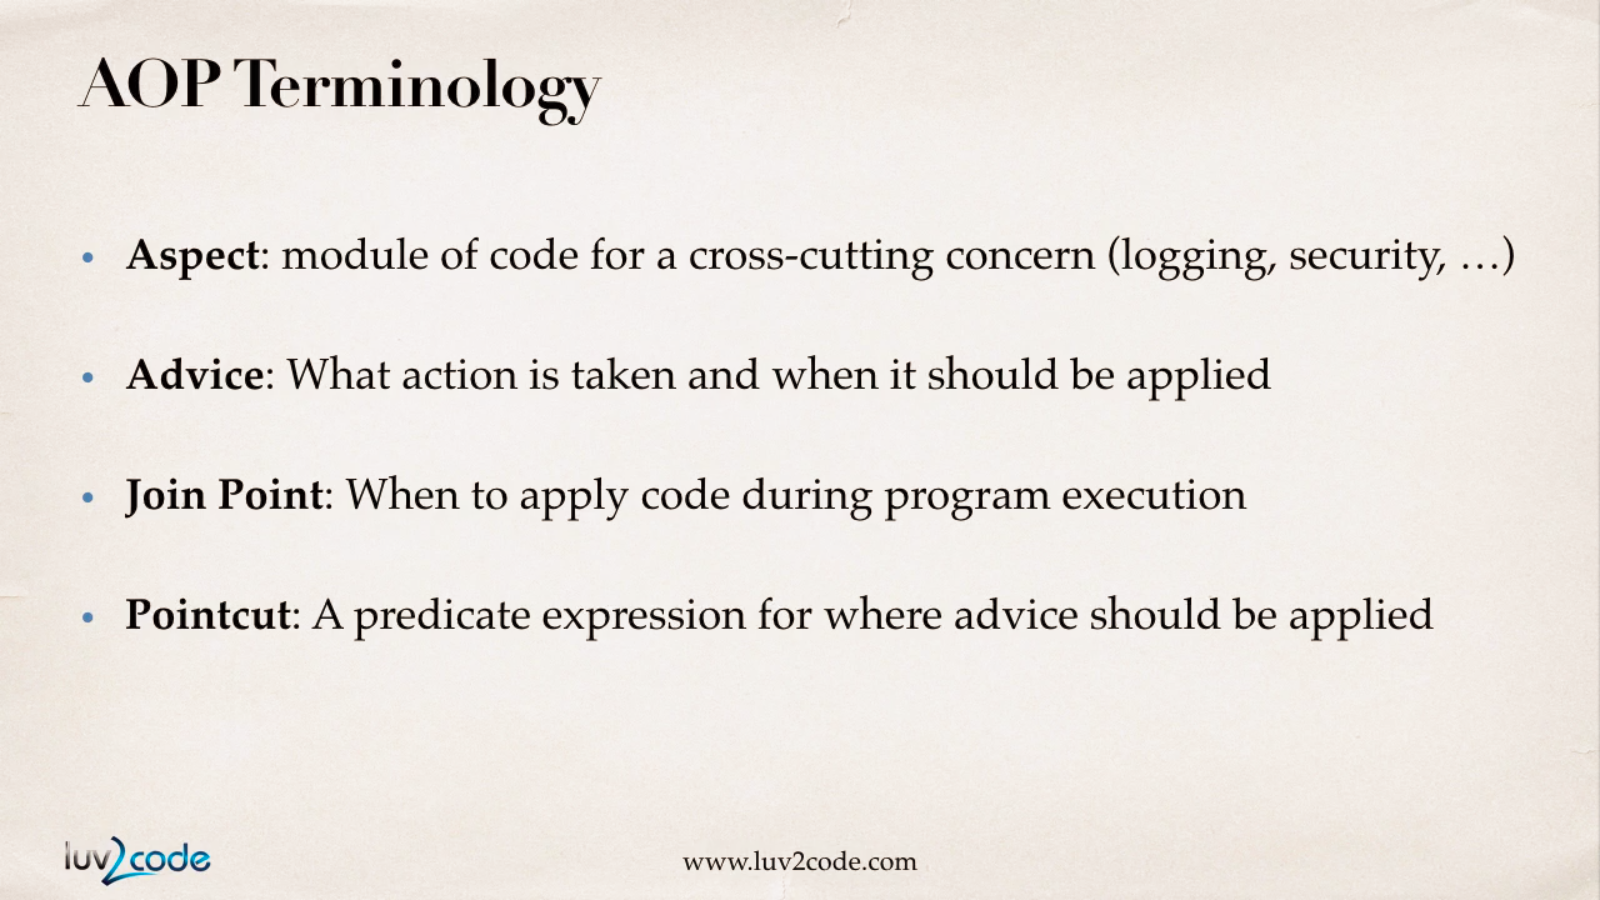 AOP Terminology
• Aspect: module of code for a cross-cutting concern (logging, security, …)
• Advice: What action is taken and when it should be applied
• Join Point: When to apply code during program execution
• Pointcut: A predicate expression for where advice should be applied
luv2code
www.luv2code.com